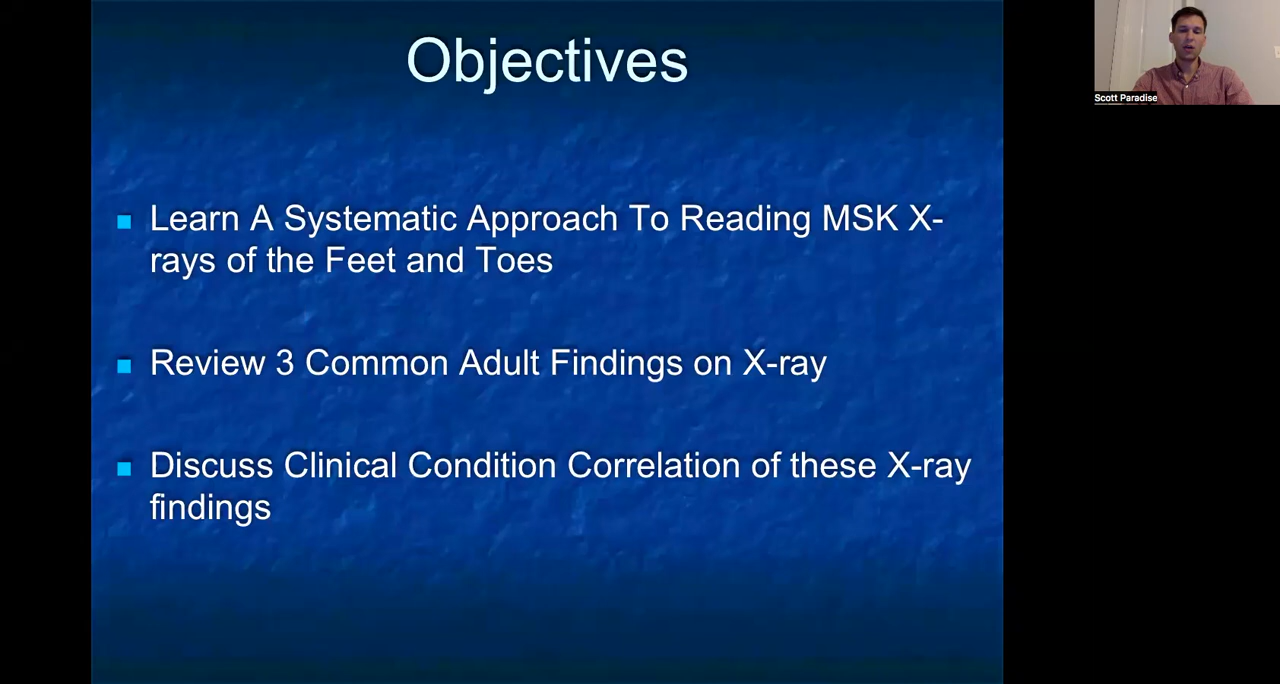 Objectives
Learn A Systematic Approach To Reading MSK X-
rays of the Feet and Toes
Review 3 Common Adult Findings on X-ray
Discuss Clinical Condition Correlation of these X-ray
findings
Scott Paradise